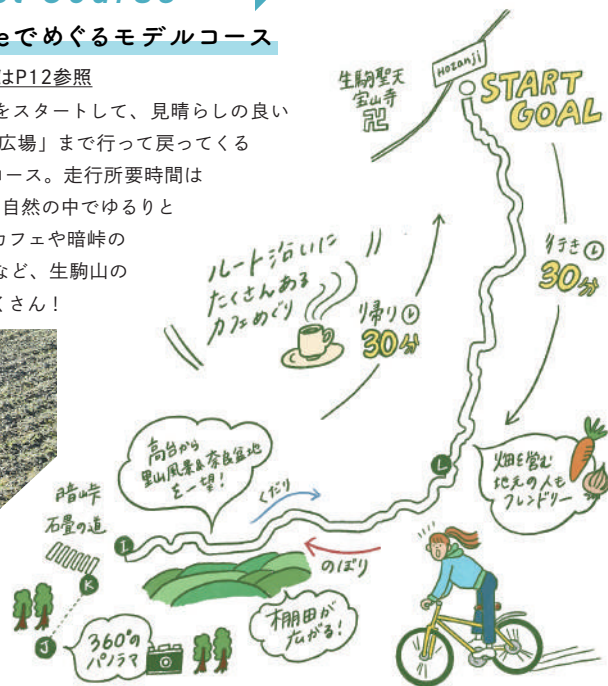 eでめぐるモデルコース
はP12参照
をスタートして、見晴らしの良い
広場」まで行って戻ってくる
コース。走行所要時間は
自然の中でゆるりと
カフェや暗峠の
など、生駒山の
くさん!
生駒聖天
宝山寺
卍
Hozanji
START
GOAL
行き
30分
ルート沿いに
たくさんある
カフェめぐり
帰り
30分
高台から
里山風景&奈良盆地
を一望!
くだり
L
畑を営む
地元の人も
フレンドリー
暗峠
石畳の道
I
K
J
のぼり
棚田が
広がる!
360°の
パノラマ